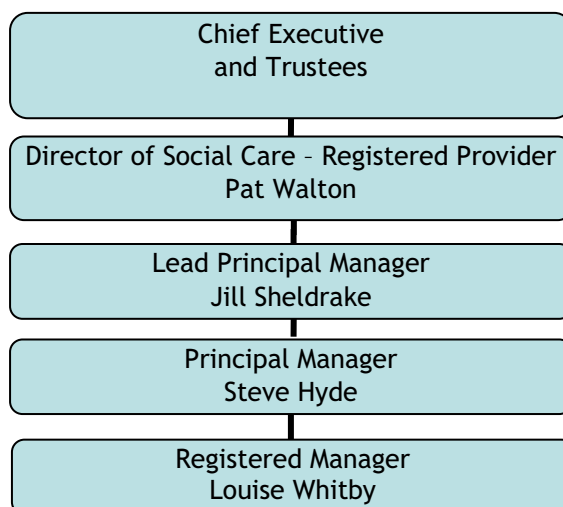 Chief Executive
and Trustees
Director of Social Care – Registered Provider
Pat Walton
Lead Principal Manager
Jill Sheldrake
Principal Manager
Steve Hyde
Registered Manager
Louise Whitby